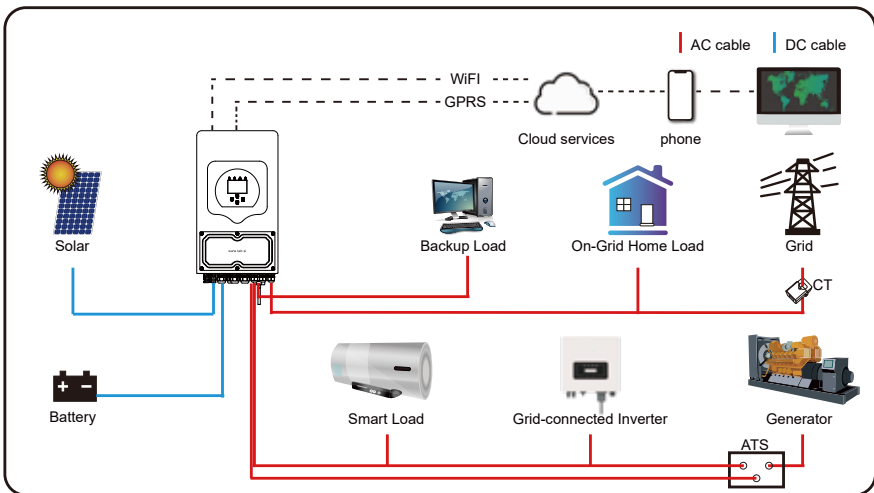 AC cable
DC cable
WiFI
GPRS
Cloud services
phone
Solar
Backup Load
On-Grid Home Load
Grid
CT
Battery
Smart Load
Grid-connected Inverter
Generator
ATS